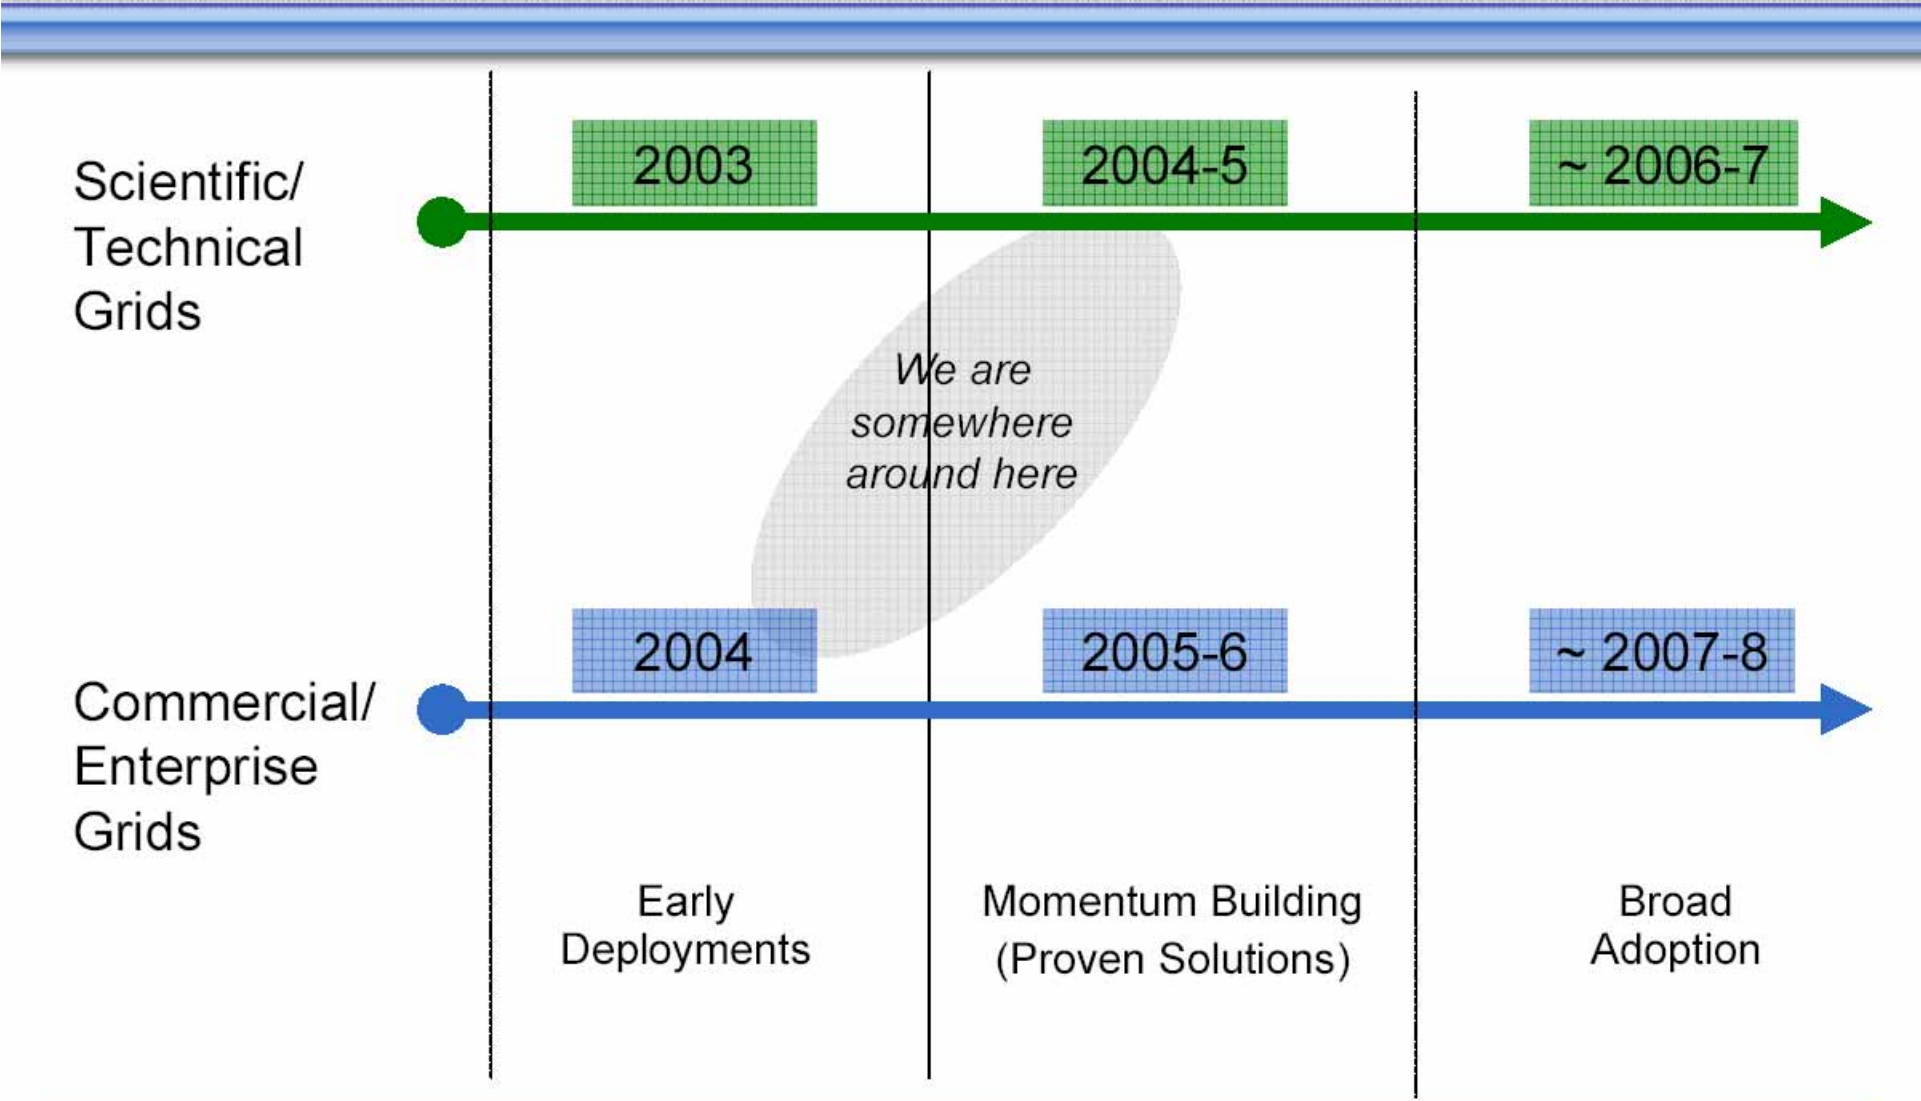 Scientific/
Technical
Grids
2003
2004-5
~ 2006-7
We are
somewhere
around here
Commercial/
Enterprise
Grids
2004
2005-6
~ 2007-8
Early
Deployments
Momentum Building
(Proven Solutions)
Broad
Adoption